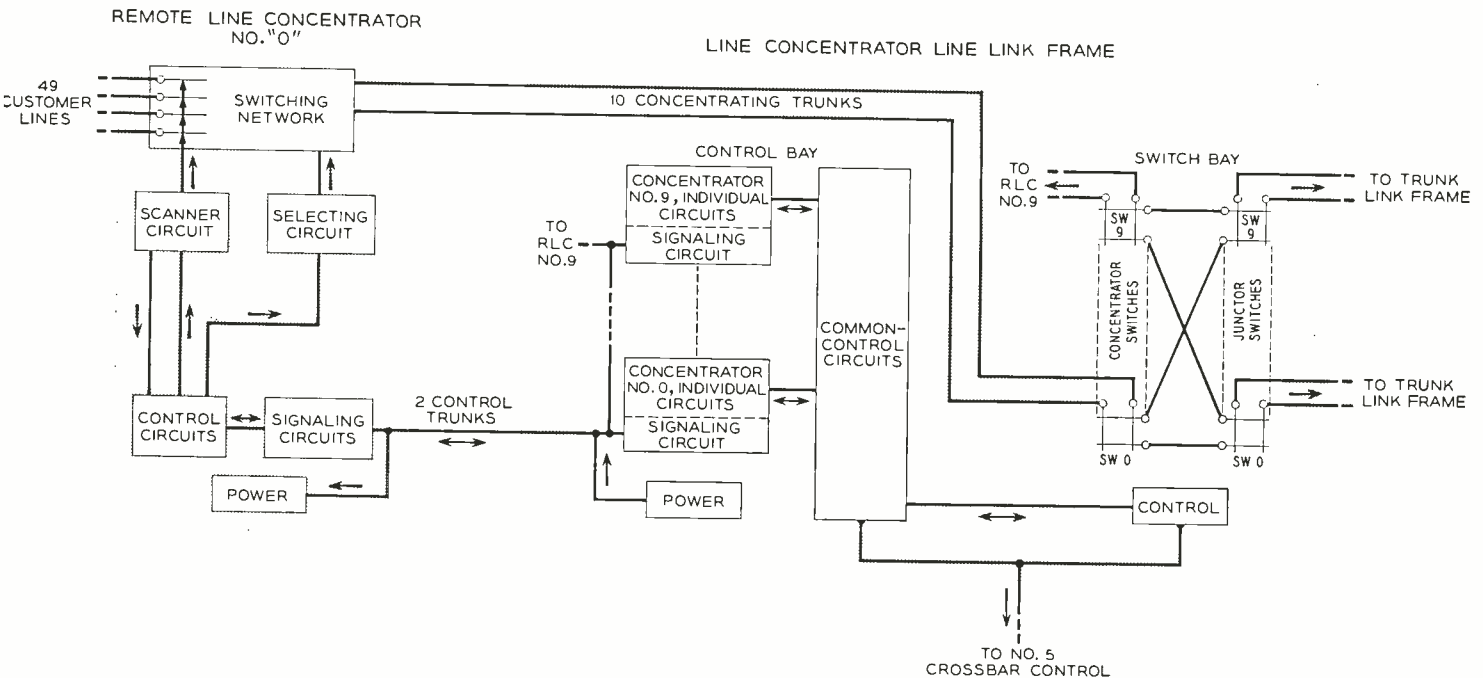 REMOTE LINE CONCENTRATOR
NO."0"
LINE CONCENTRATOR LINE LINK FRAME
49
CUSTOMER
LINES
SWITCHING
NETWORK
10 CONCENTRATING TRUNKS
SCANNER
CIRCUIT
SELECTING
CIRCUIT
CONTROL
CIRCUITS
SIGNALING
CIRCUITS
POWER
2 CONTROL
TRUNKS
CONTROL BAY
CONCENTRATOR
NO.9, INDIVIDUAL
CIRCUITS
SIGNALING
CIRCUIT
TO
RLC
NO.9
CONCENTRATOR
NO.0, INDIVIDUAL
CIRCUITS
SIGNALING
CIRCUIT
POWER
COMMON-
CONTROL
CIRCUITS
SWITCH BAY
TO
RLC
NO.9
SW
9
SW
9
TO TRUNK
LINK FRAME
CONCENTRATOR
SWITCHES
JUNCTOR
SWITCHES
TO TRUNK
LINK FRAME
SW 0
SW 0
CONTROL
TO NO. 5
CROSSBAR CONTROL